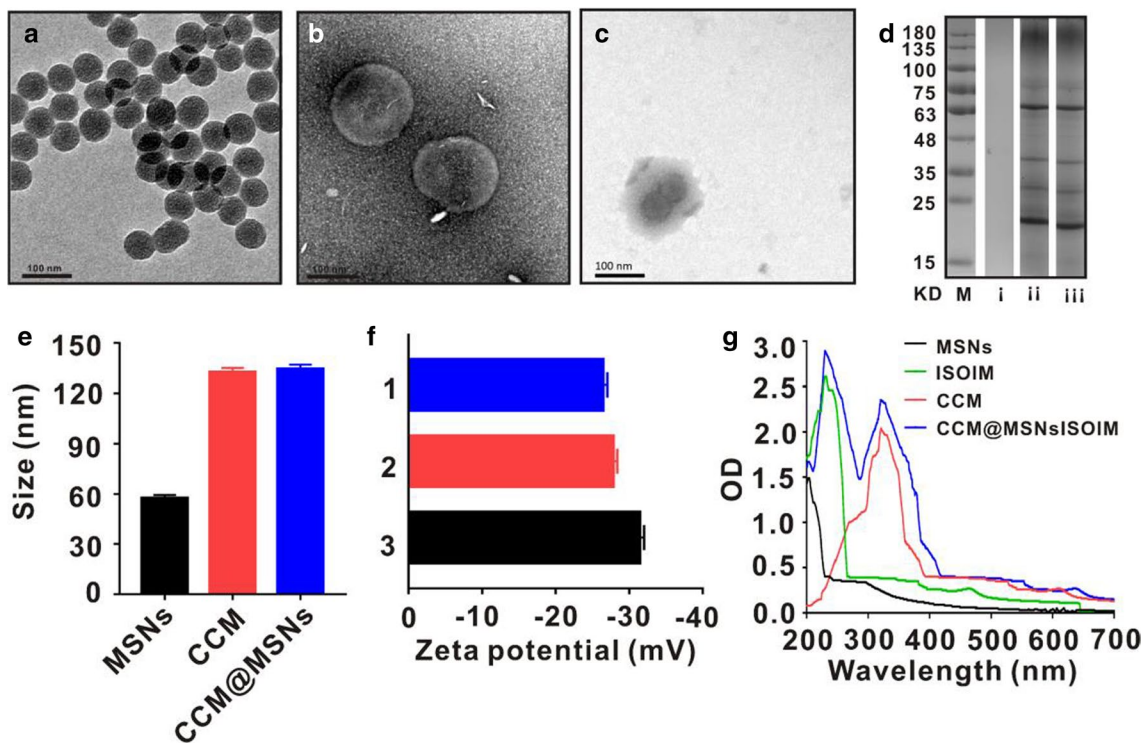 a
b
c
d
100 nm
100 nm
100 nm
180
135
100
75
63
48
35
25
15
KD M i ii iii
e
150
120
90
60
30
0
Size (nm)
MSNs
CCM
CCM@MSNs
f
1
2
3
0 -10 -20 -30 -40
Zeta potential (mV)
g
3.0
2.5
2.0
1.5
1.0
0.5
0.0
OD
MSNs
ISOIM
CCM
CCM@MSNsISOIM
200 300 400 500 600 700
Wavelength (nm)